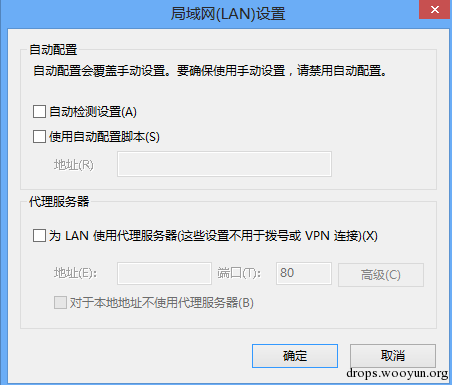 局域网(LAN)设置
自动配置
自动配置会覆盖手动设置。要确保使用手动设置，请禁用自动配置。
自动检测设置(A)
使用自动配置脚本(S)
地址(R)
代理服务器
为 LAN 使用代理服务器(这些设置不用于拨号或 VPN 连接)(X)
地址(E): 端口(T): 80 高级(C)
对于本地地址不使用代理服务器(B)
确定 取消
drops.wooyun.org